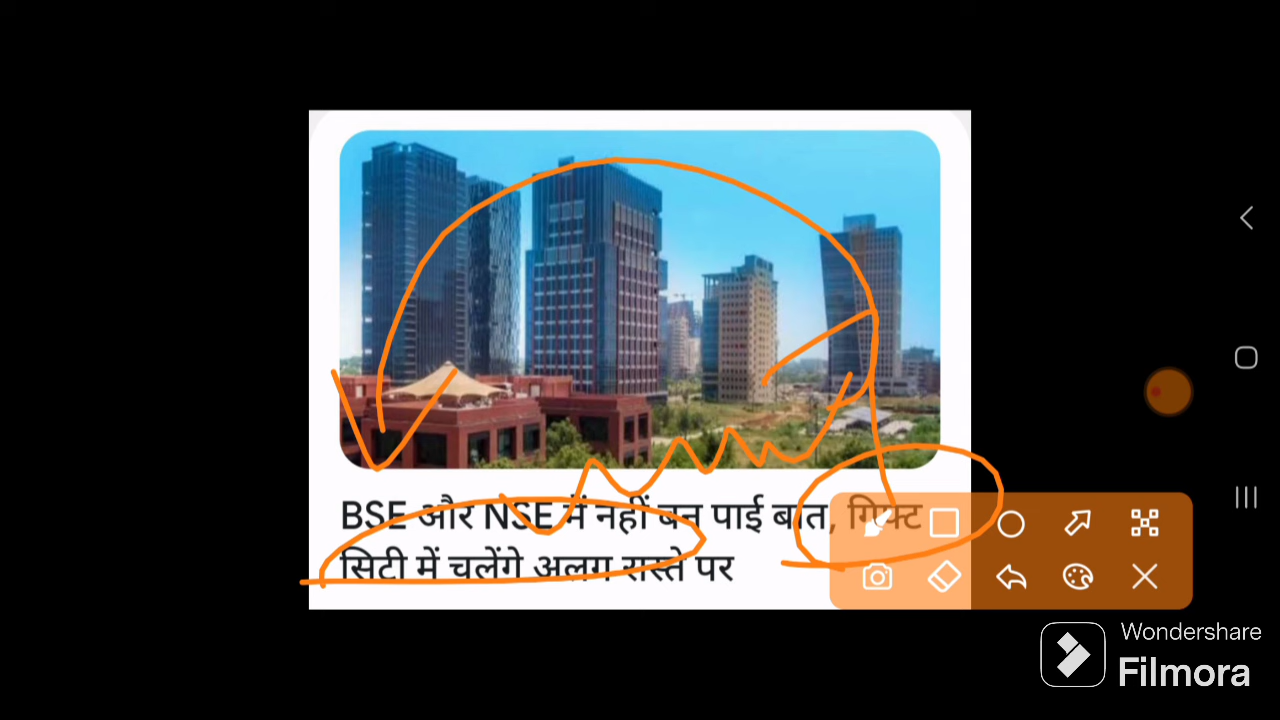 BSE और NSE में नहीं बन पाई बात, गिफ्ट
सिटी में चलेंगे अलग रास्ते पर
Wondershare
Filmora